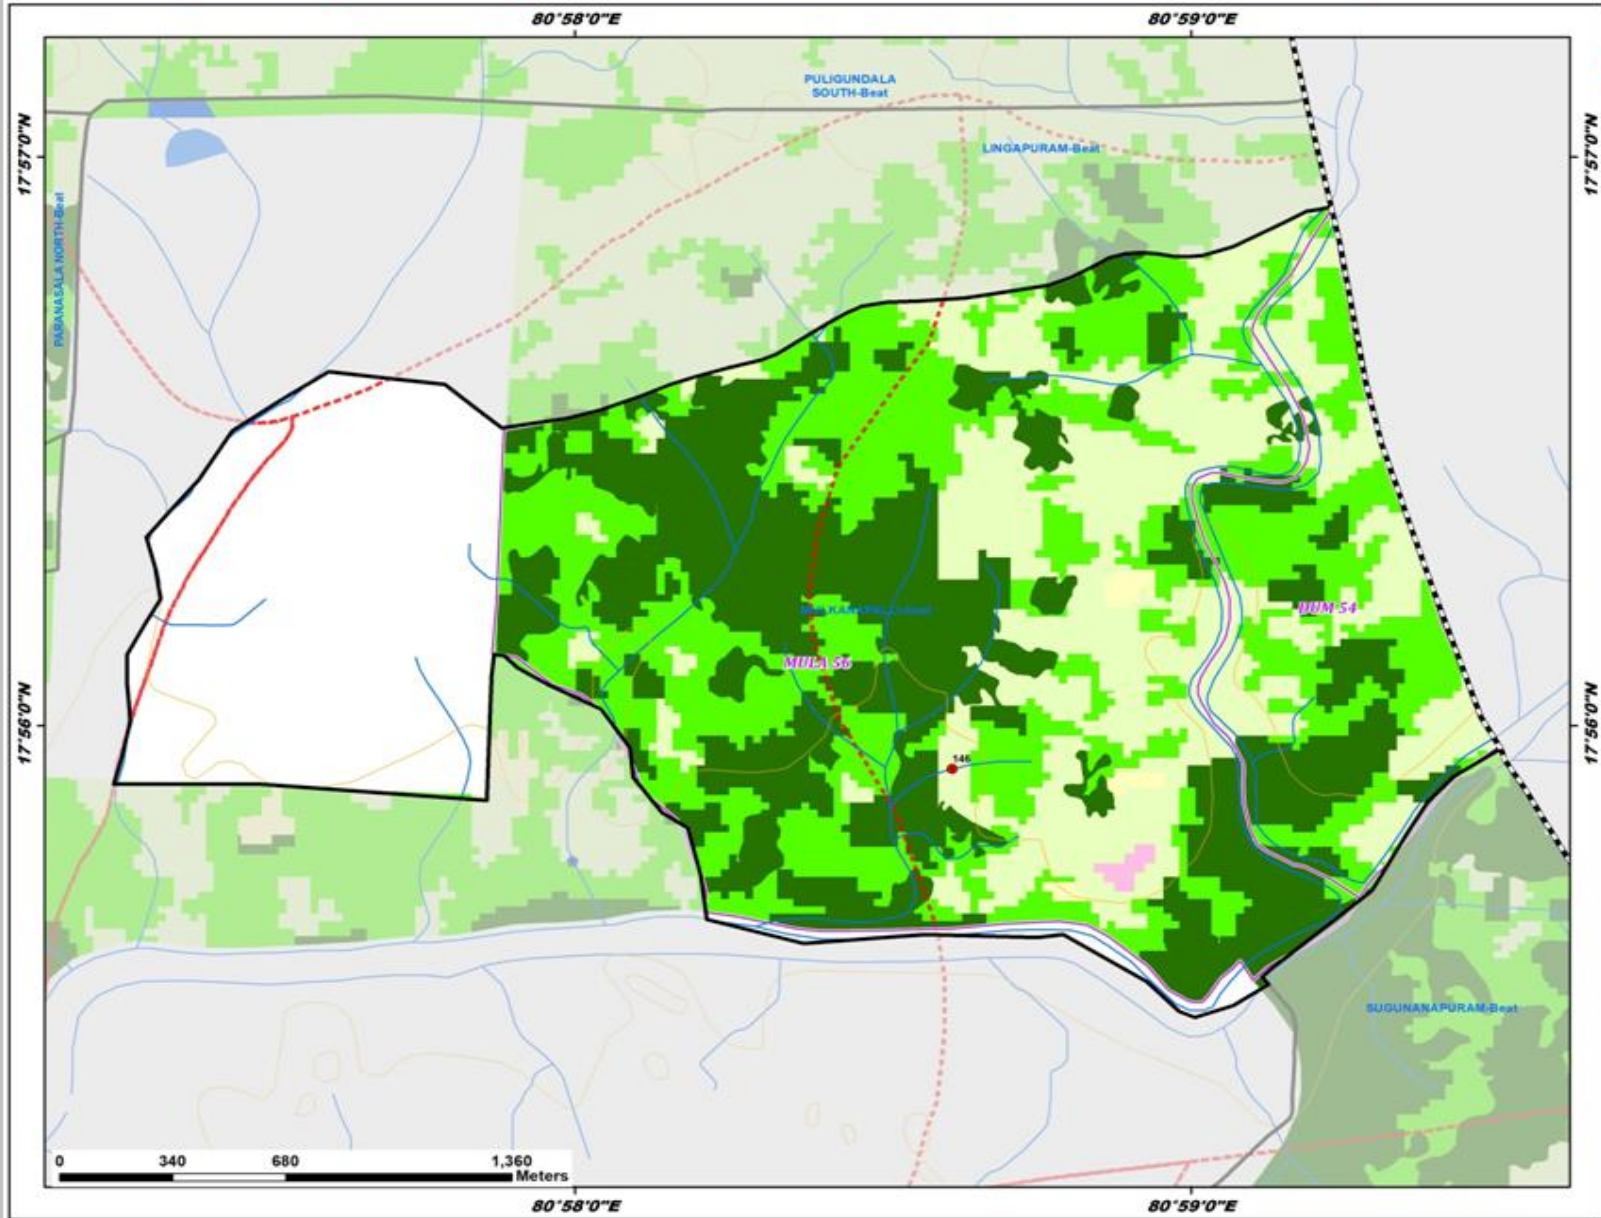 80°58'0"E
80°59'0"E
PULIGUNDALA
SOUTH-Beat
LINGAPURAM-Beat
17°57'0"N
17°57'0"N
PARANASALA NORTH-Beat
DUM 54
MULA 56
17°56'0"N
17°56'0"N
146
SUGUNANAPURAM-Beat
0 340 680 1,360
Meters
80°58'0"E
80°59'0"E